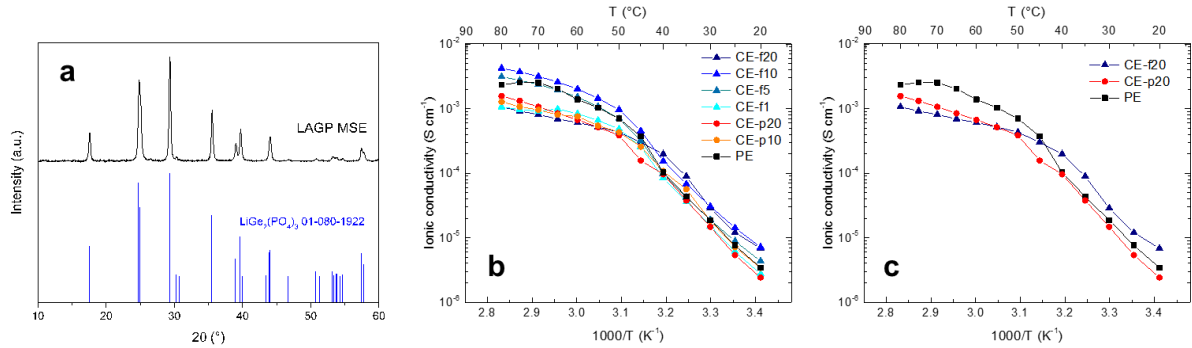 a
LAGP MSE
LiGe2(PO4)3 01-080-1922
Intensity (a.u.)
10 20 30 40 50 60
2θ (°)
T (°C)
90 80 70 60 50 40 30 20
CE-f20
CE-f10
CE-f5
CE-f1
CE-p20
CE-p10
PE
b
Ionic conductivity (S cm-1)
10-2
10-3
10-4
10-5
10-6
2.8 2.9 3.0 3.1 3.2 3.3 3.4
1000/T (K-1)
T (°C)
90 80 70 60 50 40 30 20
CE-f20
CE-p20
PE
c
Ionic conductivity (S cm-1)
10-2
10-3
10-4
10-5
10-6
2.8 2.9 3.0 3.1 3.2 3.3 3.4
1000/T (K-1)